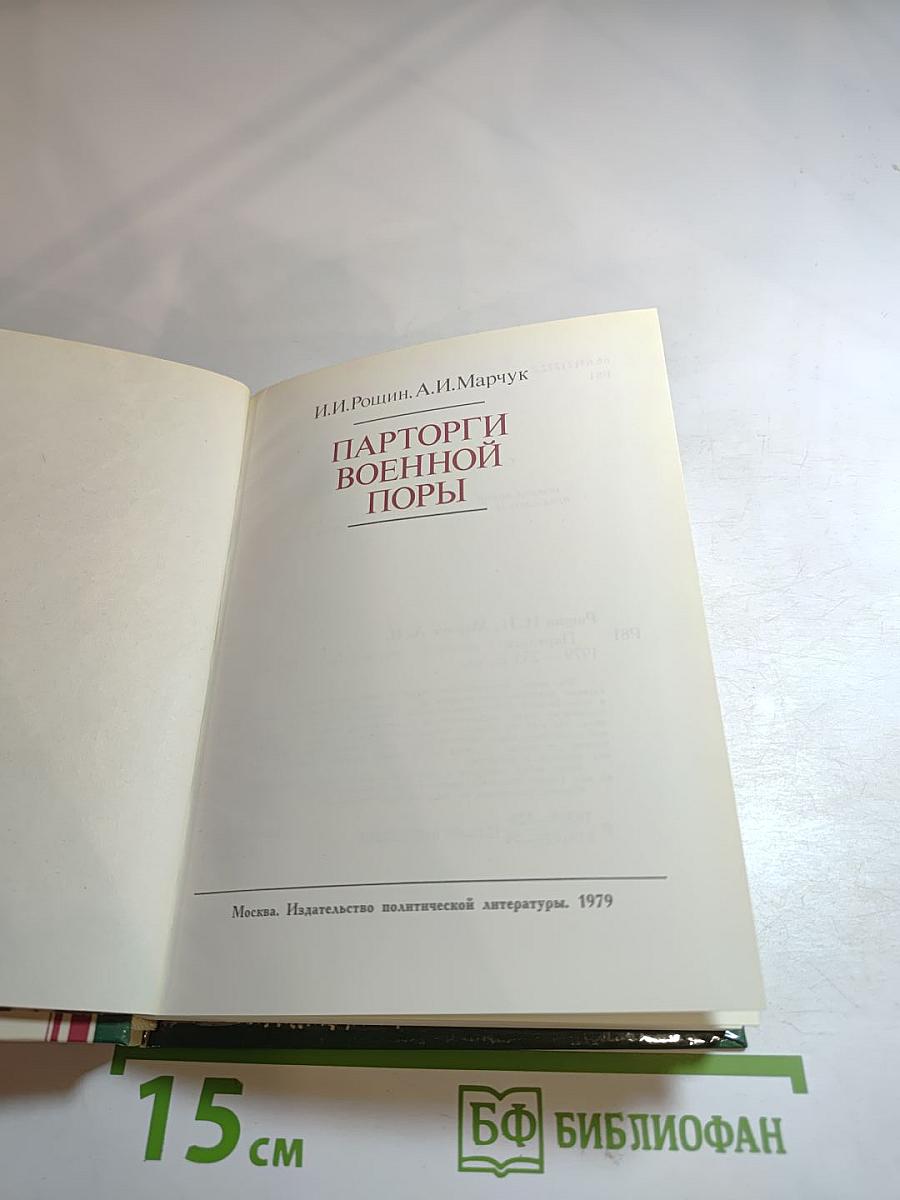 И.И.Рощин, А.И.Марчук
ПАРТОРГИ
ВОЕННОЙ
ПОРЫ
Москва. Издательство политической литературы. 1979
15 см
БФ БИБЛИОФАН